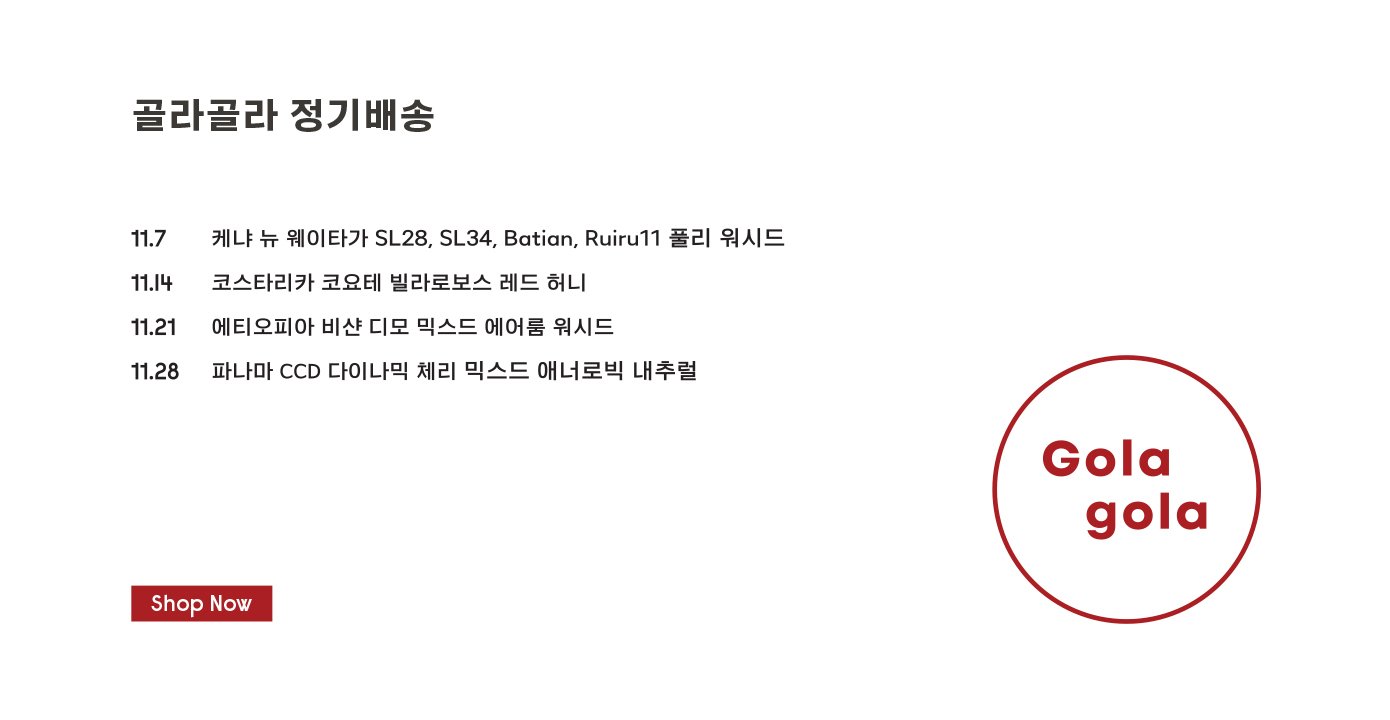 골라골라 정기배송
11.7 케냐 뉴 웨이타가 SL28, SL34, Batian, Ruiru11 풀리 워시드
11.14 코스타리카 코요테 빌라로보스 레드 허니
11.21 에티오피아 비샨 디모 믹스드 에어룸 워시드
11.28 파나마 CCD 다이나믹 체리 믹스드 애너로빅 내추럴
Gola
gola
Shop Now